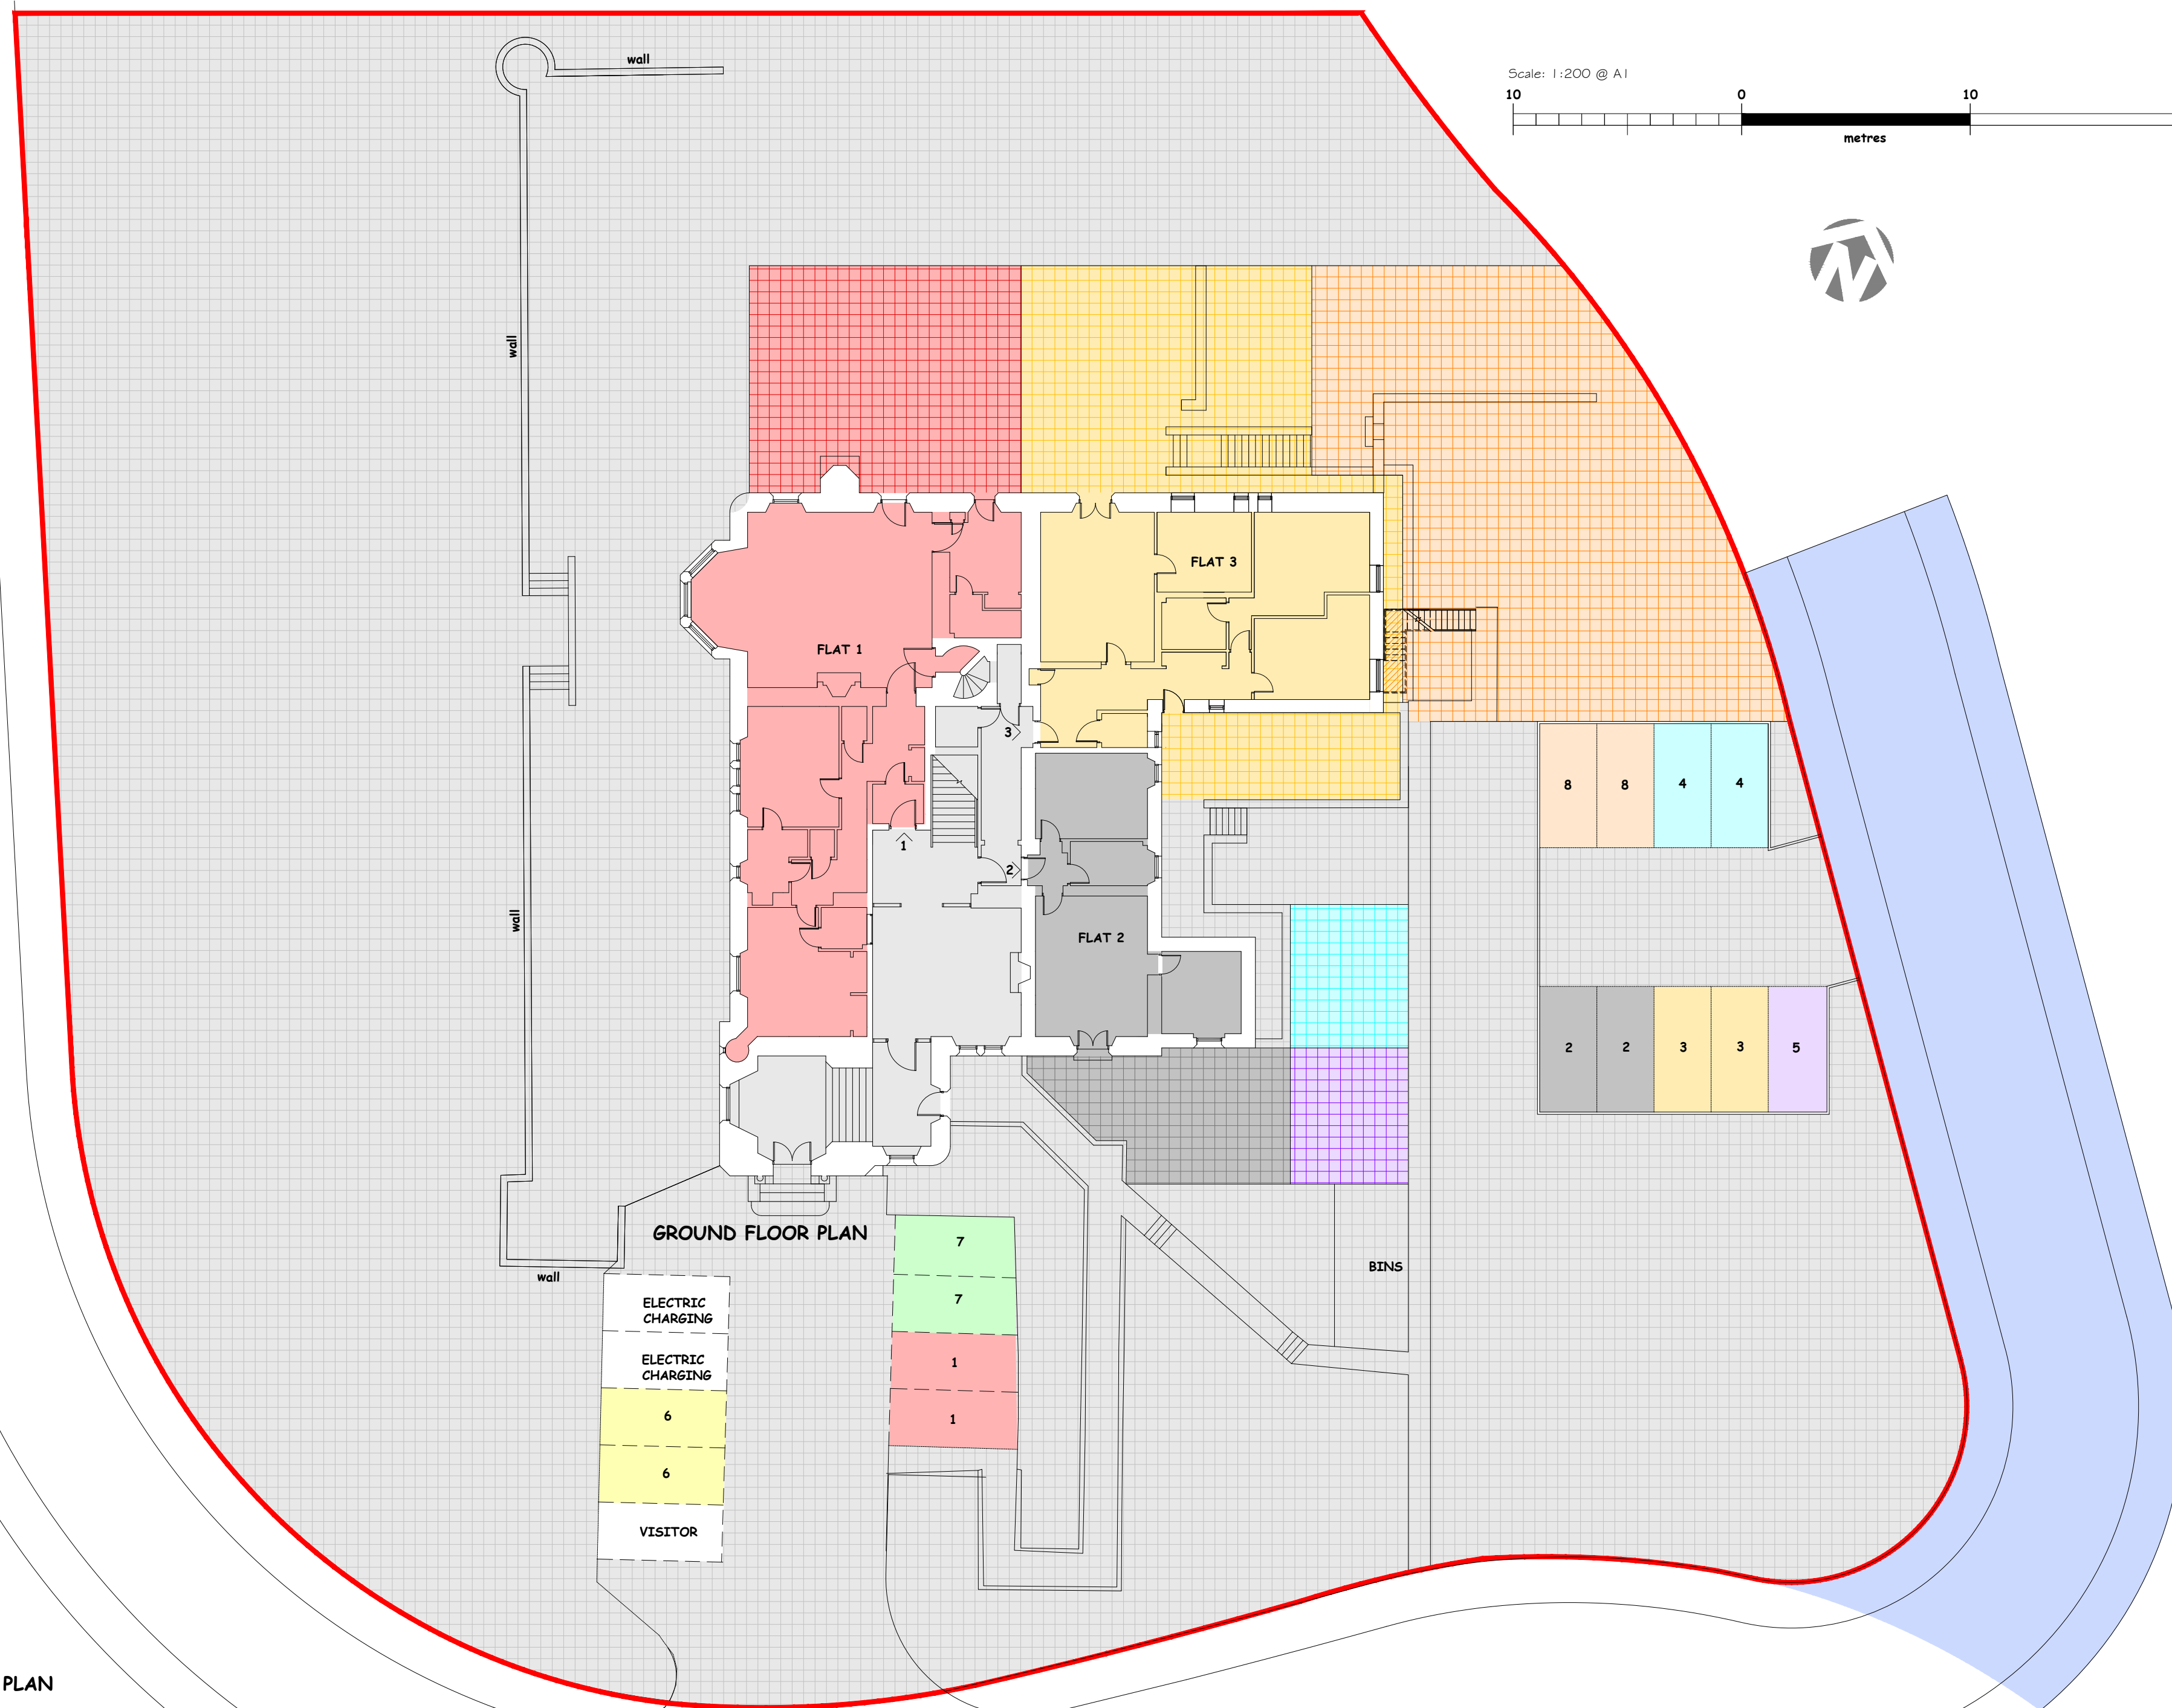 wall
Scale: 1:200 @ A1
10 0 10
metres
wall
FLAT 3
FLAT 1
3
8 8 4 4
1
2
wall
FLAT 2
2 2 3 3 5
GROUND FLOOR PLAN
7
BINS
wall
7
ELECTRIC
CHARGING
1
ELECTRIC
CHARGING
6
1
6
VISITOR
PLAN